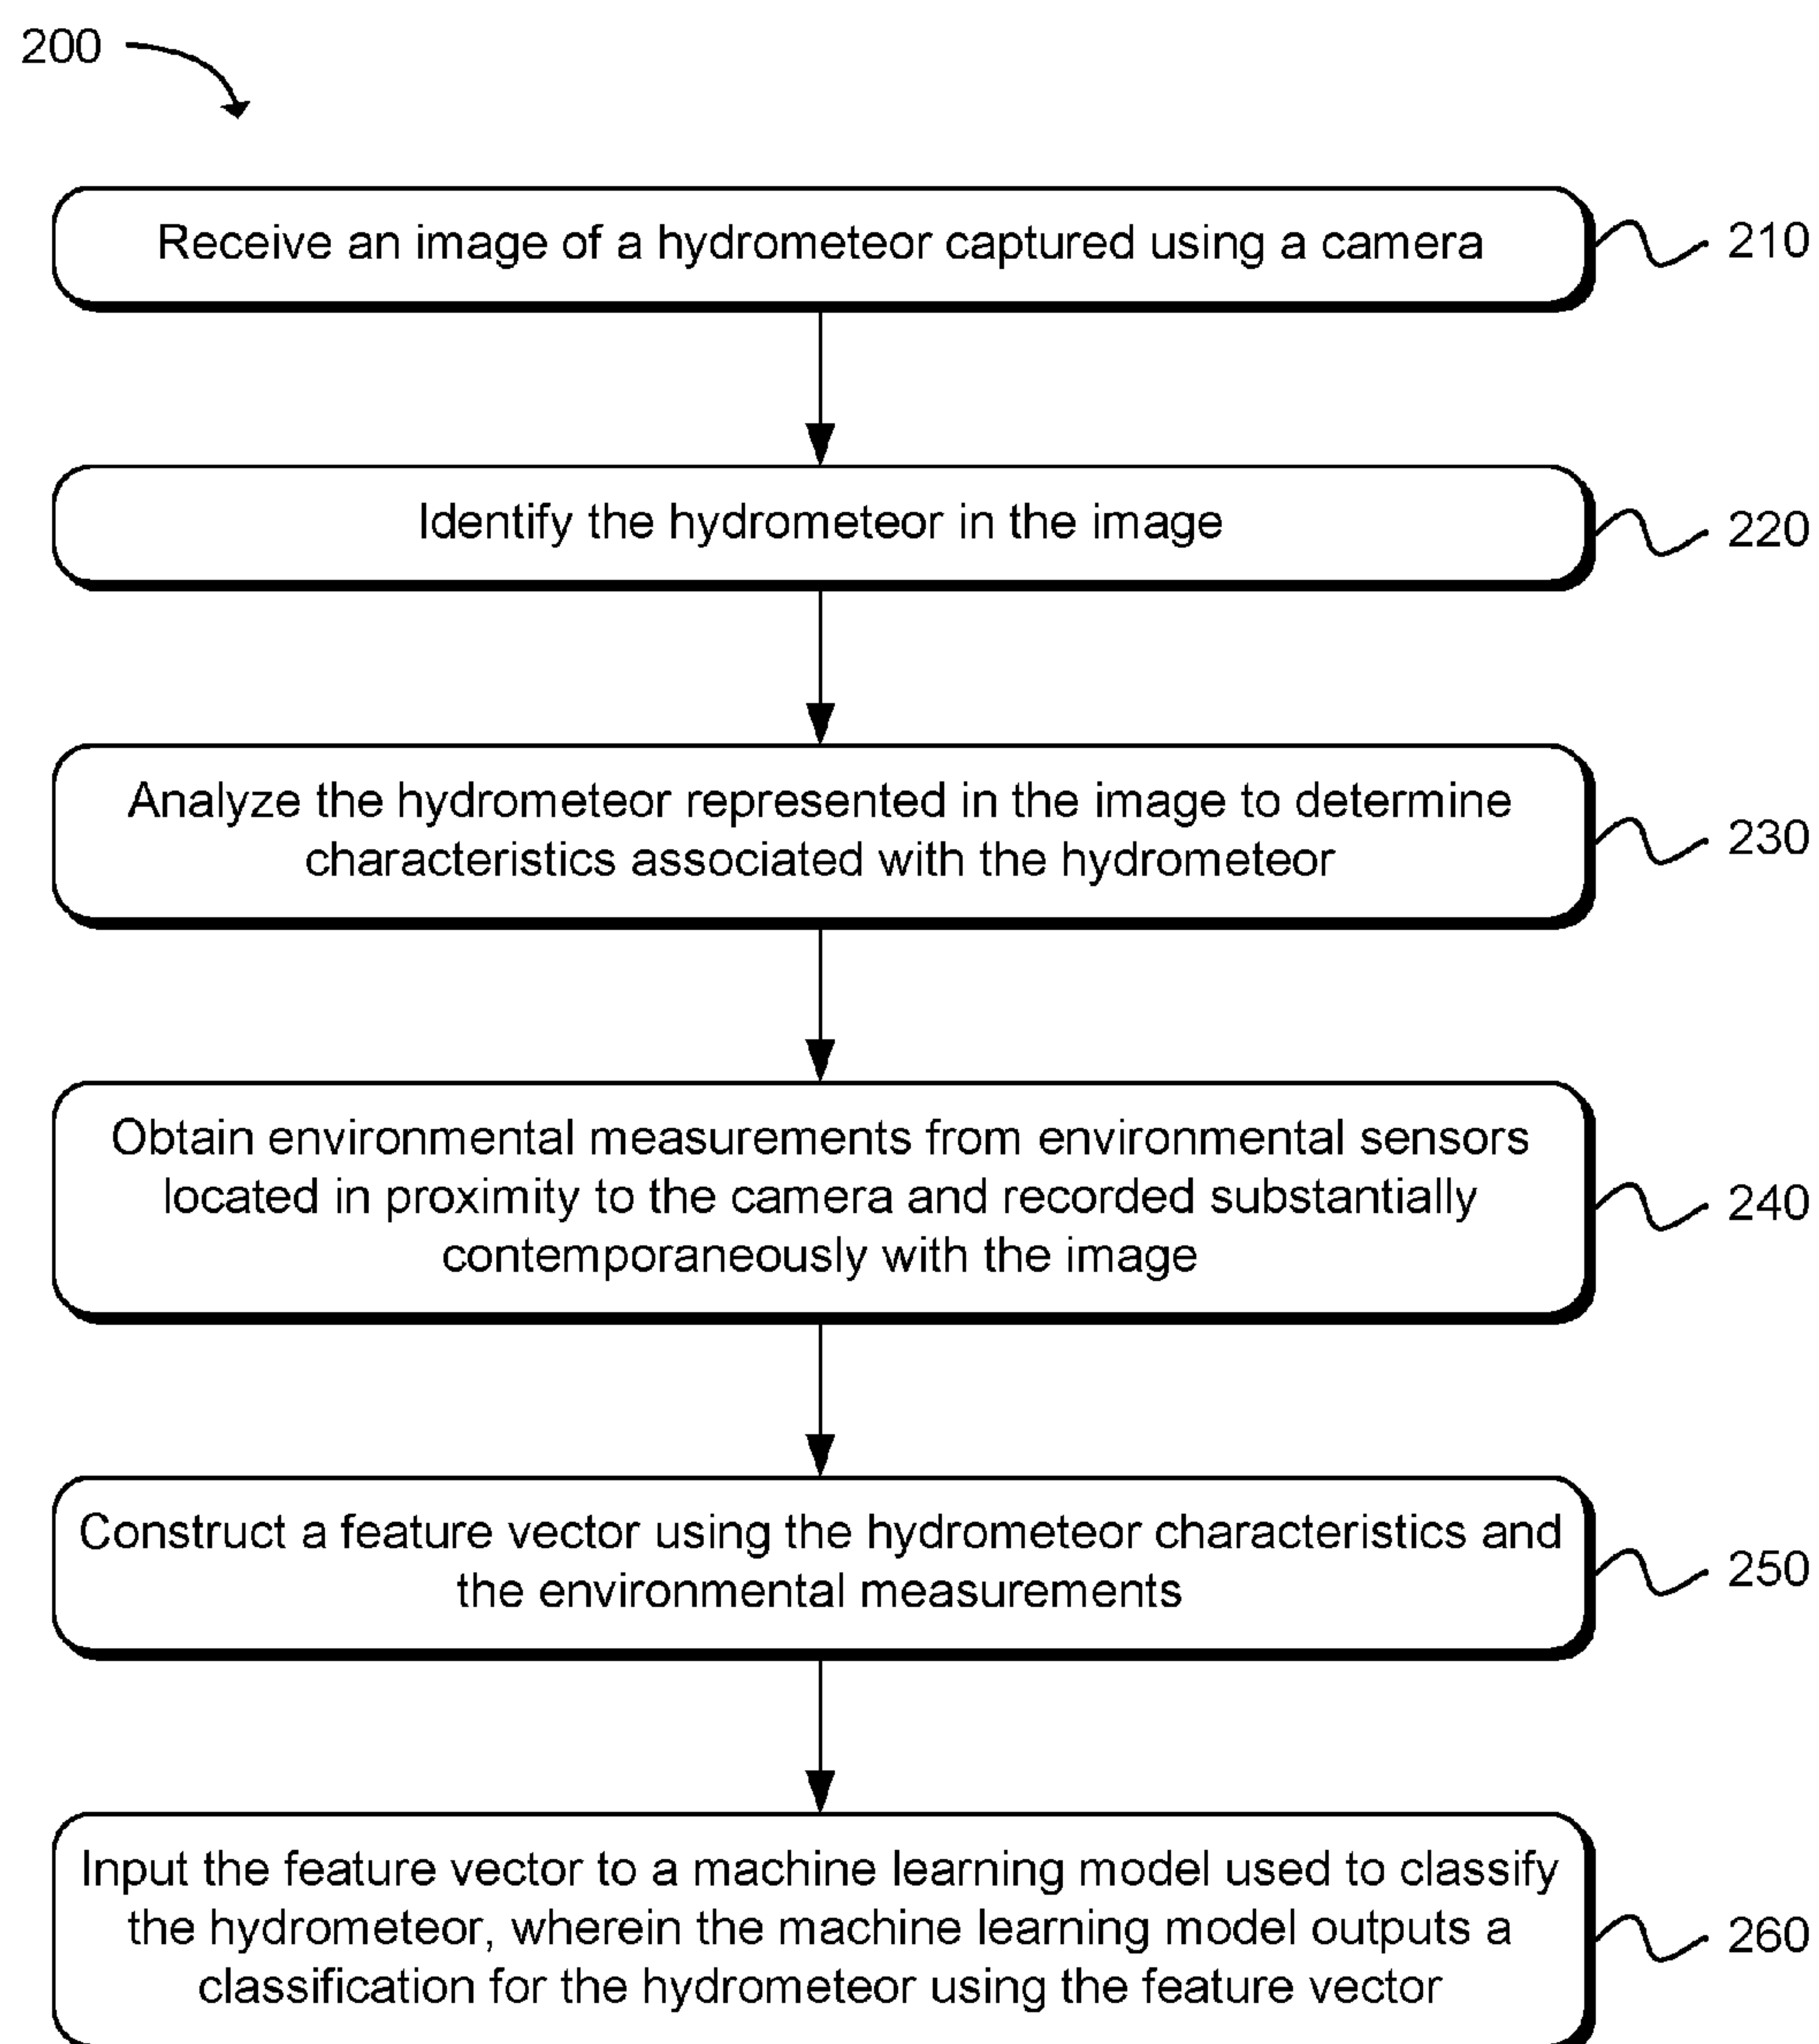 200
Receive an image of a hydrometeor captured using a camera
210
Identify the hydrometeor in the image
220
Analyze the hydrometeor represented in the image to determine
characteristics associated with the hydrometeor
230
Obtain environmental measurements from environmental sensors
located in proximity to the camera and recorded substantially
contemporaneously with the image
240
Construct a feature vector using the hydrometeor characteristics and
the environmental measurements
250
Input the feature vector to a machine learning model used to classify
the hydrometeor, wherein the machine learning model outputs a
classification for the hydrometeor using the feature vector
260